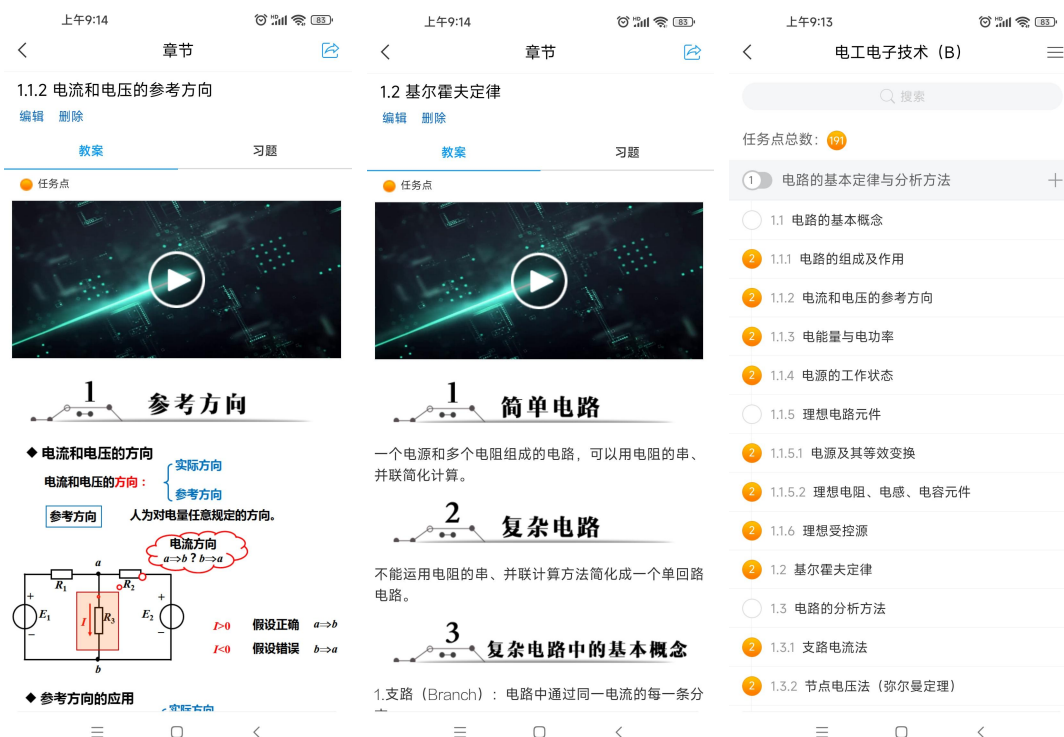 上午9:14
HD
83
章节
1.1.2 电流和电压的参考方向
编辑 删除
教案 习题
任务点
1 参考方向
◆ 电流和电压的方向
电流和电压的方向：
实际方向
参考方向
参考方向 人为对电量任意规定的方向。
电流方向
a⇒b？b⇒a
a
R1
R2
+
E1
−
I
R3
+
E2
−
b
I>0 假设正确 a⇒b
I<0 假设错误 b⇒a
◆ 参考方向的应用
实际方向
上午9:14
HD
83
章节
1.2 基尔霍夫定律
编辑 删除
教案 习题
任务点
1 简单电路
一个电源和多个电阻组成的电路，可以用电阻的串、
并联简化计算。
2 复杂电路
不能运用电阻的串、并联计算方法简化成一个单回路
电路。
3 复杂电路中的基本概念
1.支路（Branch）：电路中通过同一电流的每一条分
上午9:13
HD
83
电工电子技术（B）
搜索
任务点总数： 191
1 电路的基本定律与分析方法
1.1 电路的基本概念
2 1.1.1 电路的组成及作用
2 1.1.2 电流和电压的参考方向
2 1.1.3 电能量与电功率
2 1.1.4 电源的工作状态
1.1.5 理想电路元件
2 1.1.5.1 电源及其等效变换
2 1.1.5.2 理想电阻、电感、电容元件
2 1.1.6 理想受控源
2 1.2 基尔霍夫定律
1.3 电路的分析方法
2 1.3.1 支路电流法
2 1.3.2 节点电压法（弥尔曼定理）